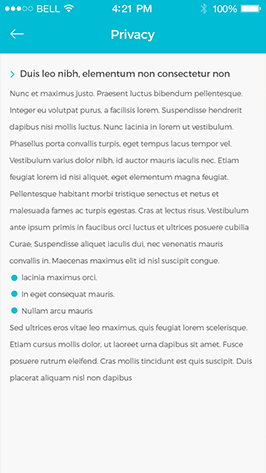 BELL 4:21 PM 100%
Privacy
Duis leo nibh, elementum non consectetur non
Nunc et maximus justo. Praesent luctus bibendum pellentesque.
Integer eu volutpat purus, a facilisis lorem. Suspendisse hendrerit
dapibus nisi mollis luctus. Nunc lacinia in lorem ut vestibulum.
Phasellus porta convallis turpis, eget tempus lacus tempor vel.
Vestibulum varius dolor nibh, id auctor mauris iaculis nec. Etiam
feugiat lorem id nisi aliquet, eget elementum magna feugiat.
Pellentesque habitant morbi tristique senectus et netus et
malesuada fames ac turpis egestas. Cras at lectus risus. Vestibulum
ante ipsum primis in faucibus orci luctus et ultrices posuere cubilia
Curae; Suspendisse aliquet iaculis dui, nec venenatis mauris
convallis in. Maecenas maximus elit id nisl suscipit congue.
lacinia maximus orci.
in eget consequat mauris.
Nullam arcu mauris
Sed ultrices eros vitae leo maximus, quis feugiat lorem scelerisque.
Etiam cursus mollis dolor, ut laoreet urna dapibus sit amet. Fusce
posuere rutrum eleifend. Cras mollis tincidunt est quis suscipit. Duis
placerat aliquam nisl non dapibus